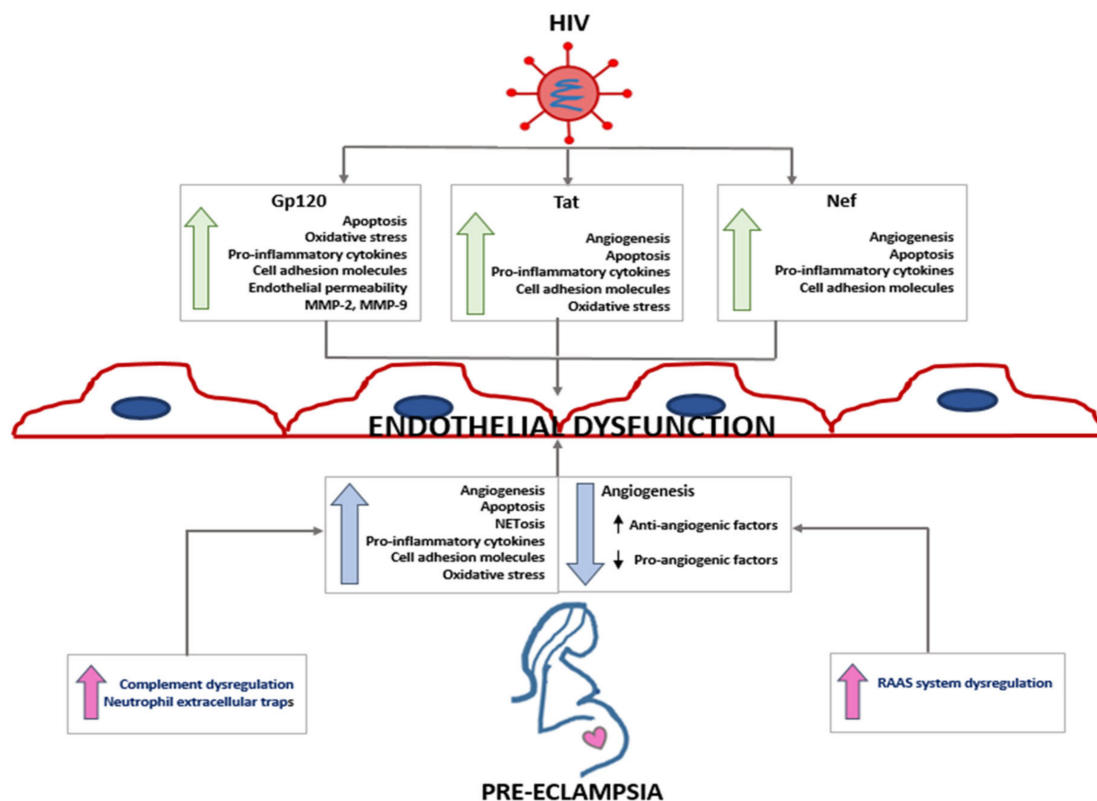 HIV
Gp120
Apoptosis
Oxidative stress
Pro-inflammatory cytokines
Cell adhesion molecules
Endothelial permeability
MMP-2, MMP-9
Tat
Angiogenesis
Apoptosis
Pro-inflammatory cytokines
Cell adhesion molecules
Oxidative stress
Nef
Angiogenesis
Apoptosis
Pro-inflammatory cytokines
Cell adhesion molecules
ENDOTHELIAL DYSFUNCTION
Angiogenesis
Apoptosis
NETosis
Pro-inflammatory cytokines
Cell adhesion molecules
Oxidative stress
Angiogenesis
Anti-angiogenic factors
Pro-angiogenic factors
Complement dysregulation
Neutrophil extracellular traps
RAAS system dysregulation
PRE-ECLAMPSIA